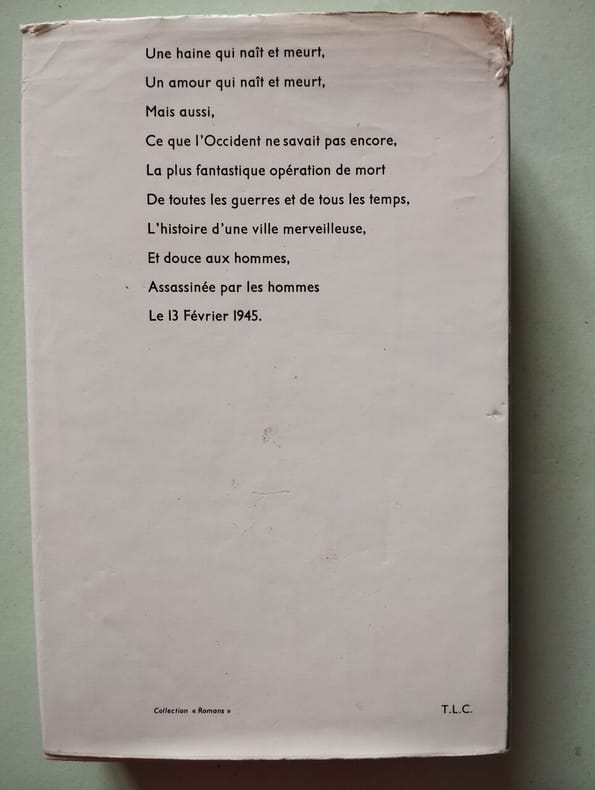 Une haine qui naît et meurt,
Un amour qui naît et meurt,
Mais aussi,
Ce que l'Occident ne savait pas encore,
La plus fantastique opération de mort
De toutes les guerres et de tous les temps,
L'histoire d'une ville merveilleuse,
Et douce aux hommes,
Assassinée par les hommes
Le 13 Février 1945.
Collection « Romans »
T.L.C.